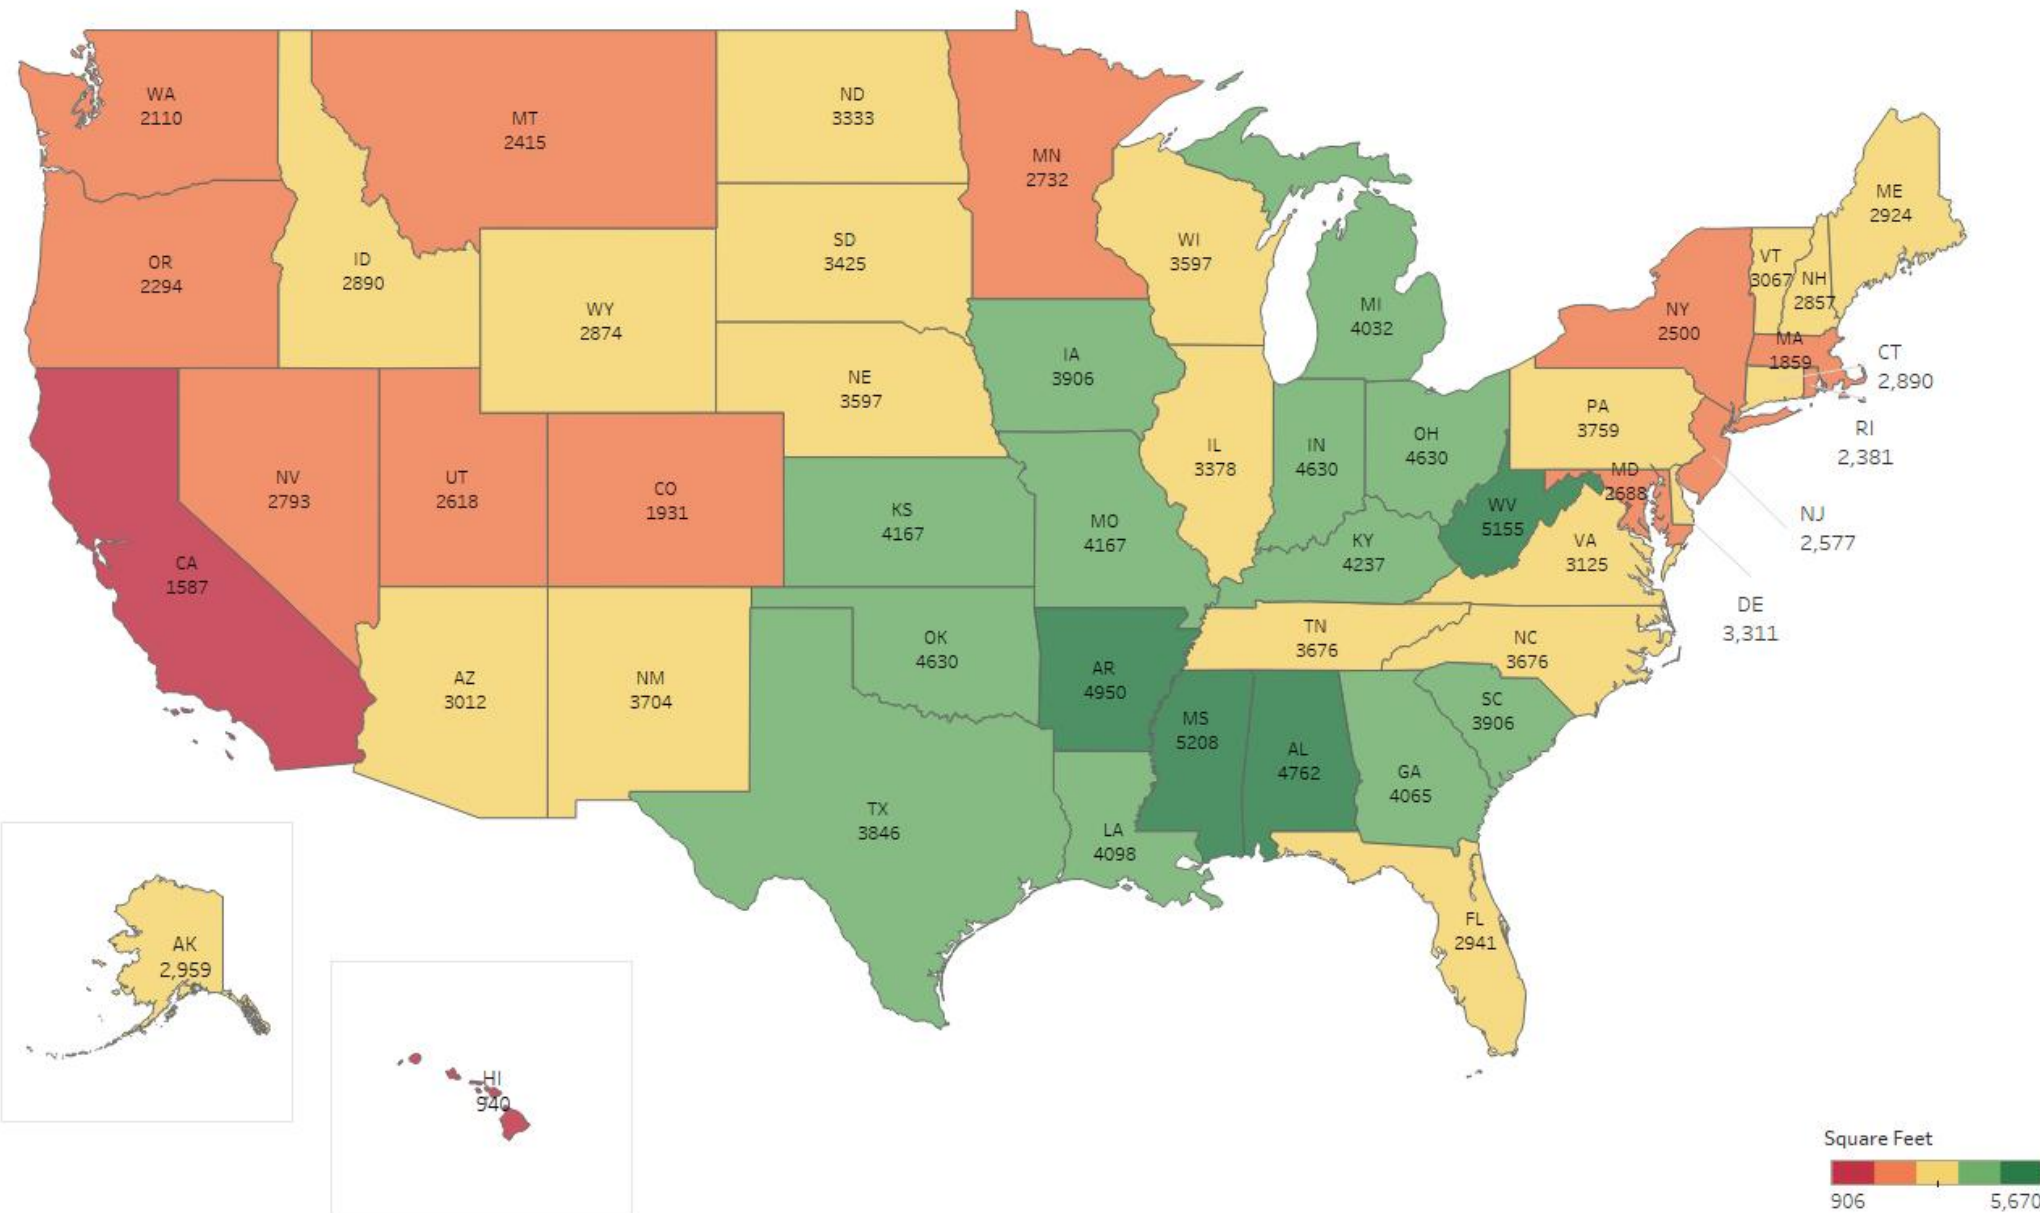 WA
2110
MT
2415
ND
3333
MN
2732
OR
2294
ID
2890
WY
2874
SD
3425
WI
3597
MI
4032
ME
2924
VT
3067
NH
2857
NY
2500
MA
1859
CT
2,890
RI
2,381
NE
3597
IA
3906
PA
3759
NV
2793
UT
2618
CO
1931
KS
4167
MO
4167
IL
3378
IN
4630
OH
4630
WV
5155
MD
2688
NJ
2,577
CA
1587
KY
4237
VA
3125
DE
3,311
AZ
3012
NM
3704
OK
4630
AR
4950
TN
3676
NC
3676
SC
3906
MS
5208
AL
4762
GA
4065
TX
3846
LA
4098
FL
2941
AK
2,959
HI
940
Square Feet
906
5,670